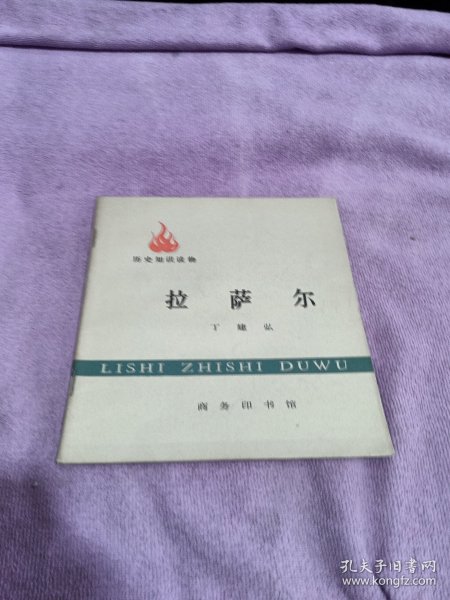 历史知识读物
拉萨尔
丁建弘
LISHI ZHISHI DUWU
商务印书馆
孔夫子旧书网
www.kongfz.com